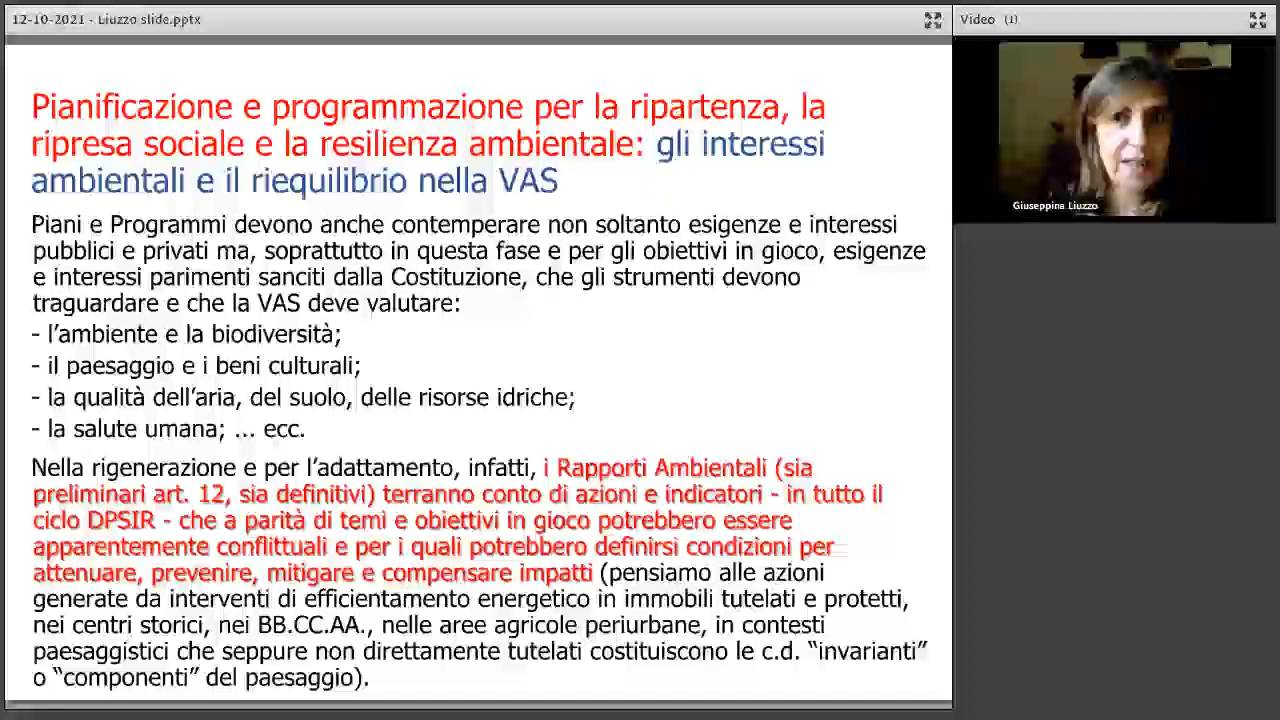 12-10-2021 - Liuzzo slide.pptx
Video (1)
Giuseppina Liuzzo
Pianificazione e programmazione per la ripartenza, la
ripresa sociale e la resilienza ambientale: gli interessi
ambientali e il riequilibrio nella VAS
Piani e Programmi devono anche contemperare non soltanto esigenze e interessi
pubblici e privati ma, soprattutto in questa fase e per gli obiettivi in gioco, esigenze
e interessi parimenti sanciti dalla Costituzione, che gli strumenti devono
traguardare e che la VAS deve valutare:
- l’ambiente e la biodiversità;
- il paesaggio e i beni culturali;
- la qualità dell’aria, del suolo, delle risorse idriche;
- la salute umana; ... ecc.
Nella rigenerazione e per l’adattamento, infatti, i Rapporti Ambientali (sia
preliminari art. 12, sia definitivi) terranno conto di azioni e indicatori - in tutto il
ciclo DPSIR - che a parità di temi e obiettivi in gioco potrebbero essere
apparentemente conflittuali e per i quali potrebbero definirsi condizioni per
attenuare, prevenire, mitigare e compensare impatti (pensiamo alle azioni
generate da interventi di efficientamento energetico in immobili tutelati e protetti,
nei centri storici, nei BB.CC.AA., nelle aree agricole periurbane, in contesti
paesaggistici che seppure non direttamente tutelati costituiscono le c.d. “invarianti”
o “componenti” del paesaggio).